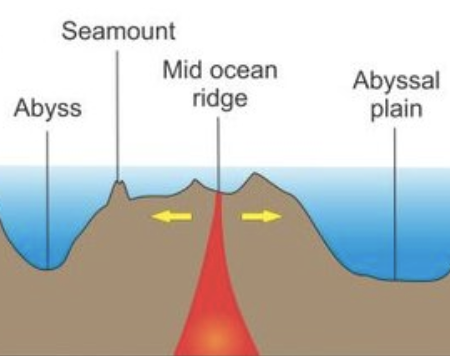 Seamount
Mid ocean
ridge
Abyssal
plain
Abyss